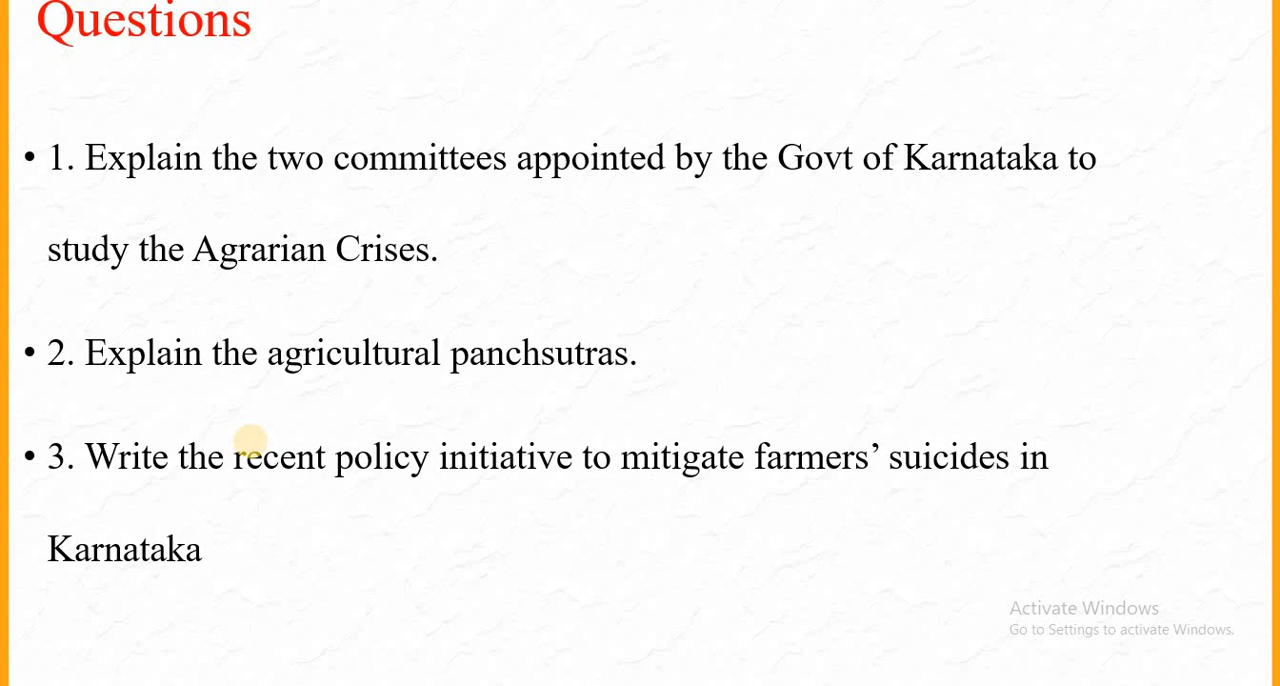 Questions
• 1. Explain the two committees appointed by the Govt of Karnataka to
study the Agrarian Crises.
• 2. Explain the agricultural panchsutras.
• 3. Write the recent policy initiative to mitigate farmers’ suicides in
Karnataka
Activate Windows
Go to Settings to activate Windows.